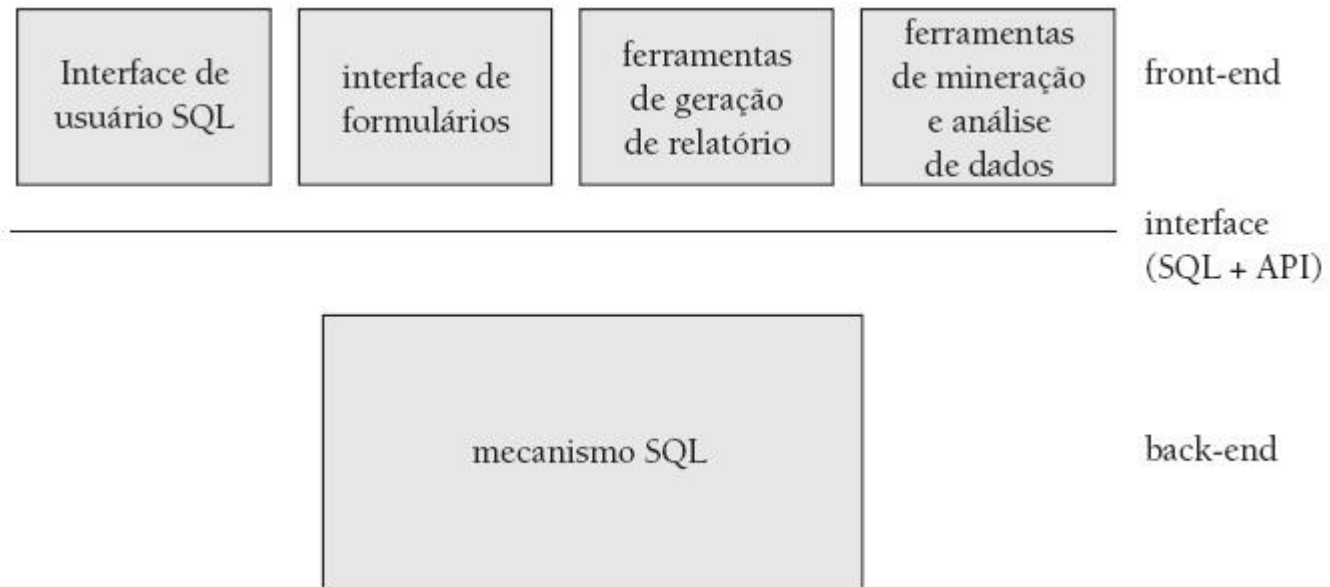 Interface de
usuário SQL
interface de
formulários
ferramentas
de geração
de relatório
ferramentas
de mineração
e análise
de dados
front-end
interface
(SQL + API)
mecanismo SQL
back-end